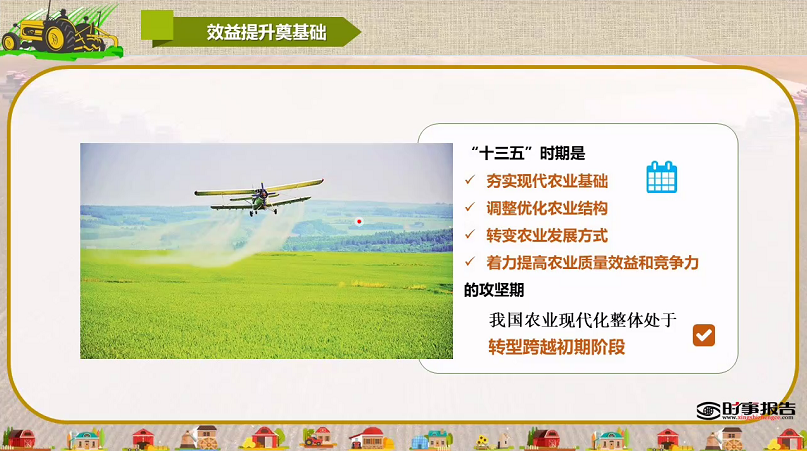 效益提升奠基础
“十三五”时期是
夯实现代农业基础
调整优化农业结构
转变农业发展方式
着力提高农业质量效益和竞争力
的攻坚期
我国农业现代化整体处于
转型跨越初期阶段
时事报告